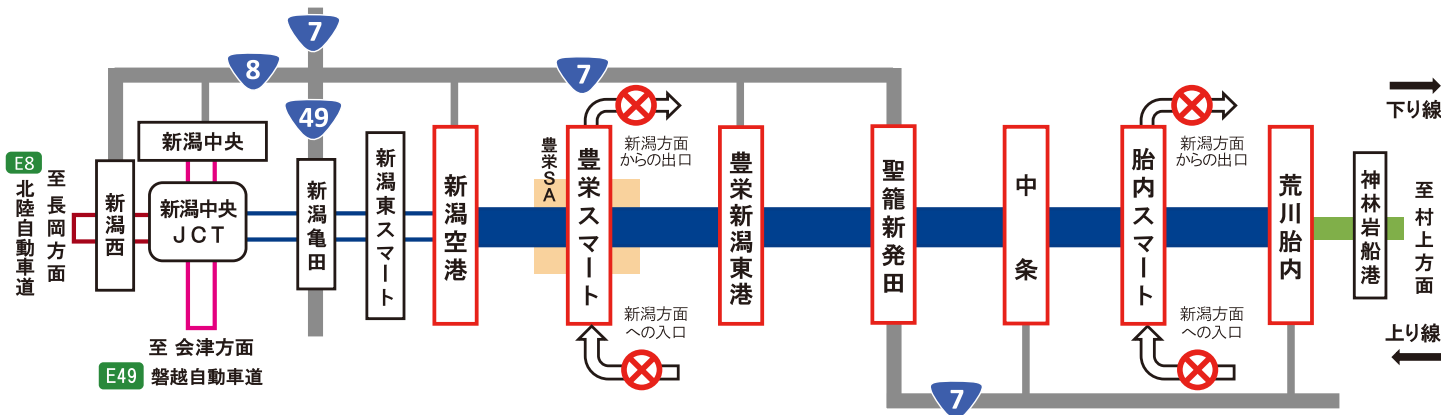 7
8
7
49
下り線
新潟中央
新潟方面
からの出口
新潟方面
からの出口
E8
北陸自動車道
至 長岡方面
新潟西
新潟中央
JCT
新潟亀田
新潟東スマート
新潟空港
豊栄SA
豊栄スマート
豊栄新潟東港
聖籠新発田
中条
胎内スマート
荒川胎内
神林岩船港
至 村上方面
新潟方面
への入口
新潟方面
への入口
上り線
至 会津方面
E49 磐越自動車道
7